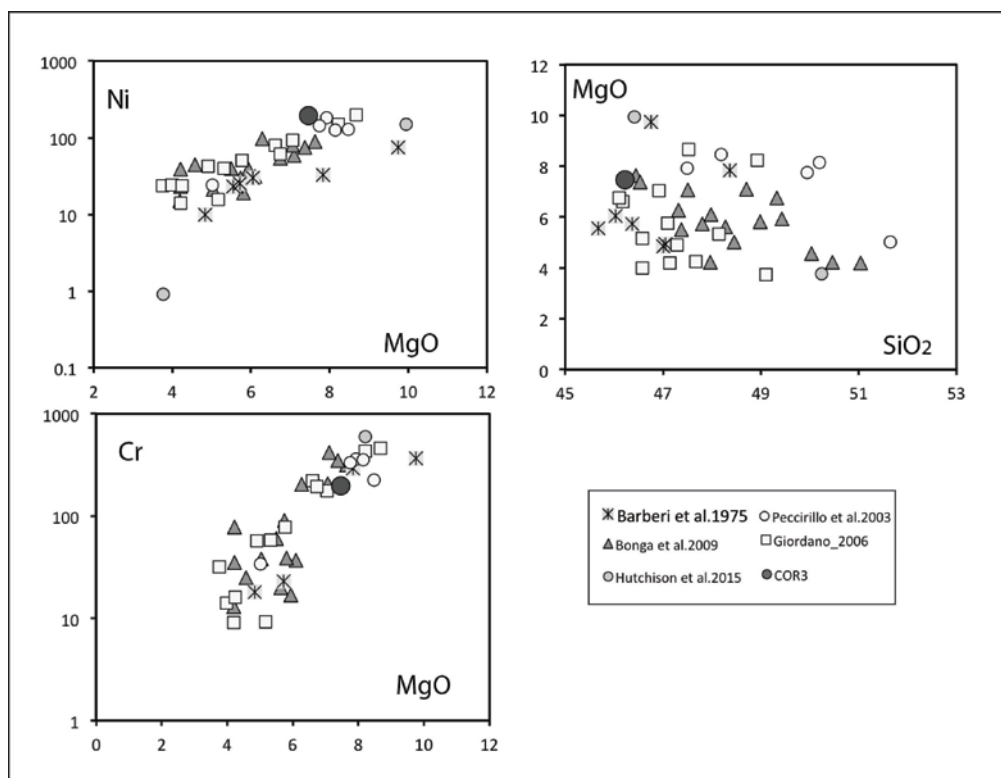 1000
Ni
100
10
1
MgO
0.1
2 4 6 8 10 12
12
MgO
10
8
6
4
2
SiO2
0
45 47 49 51 53
1000
Cr
100
10
MgO
1
0 2 4 6 8 10 12
Barberi et al.1975
Peccirillo et al.2003
Bonga et al.2009
Giordano_2006
Hutchison et al.2015
COR3